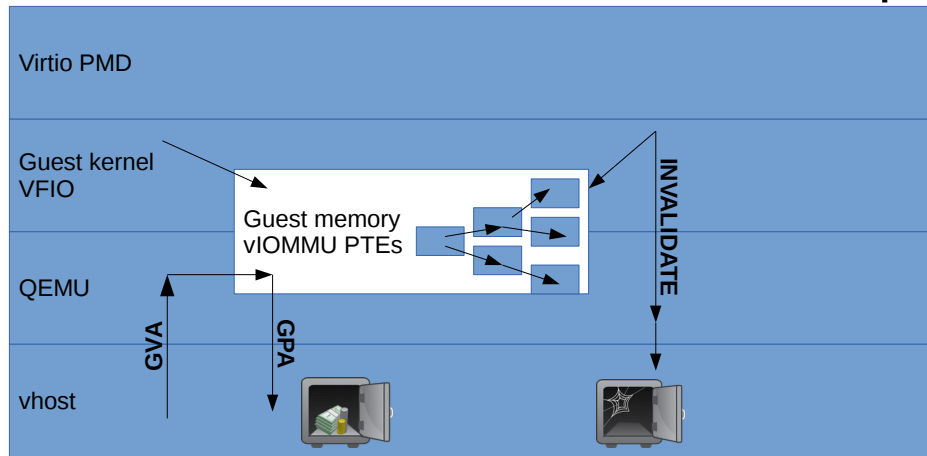 Virtio PMD
Guest kernel
VFIO
Guest memory
vIOMMU PTEs
INVALIDATE
QEMU
GVA
GPA
vhost